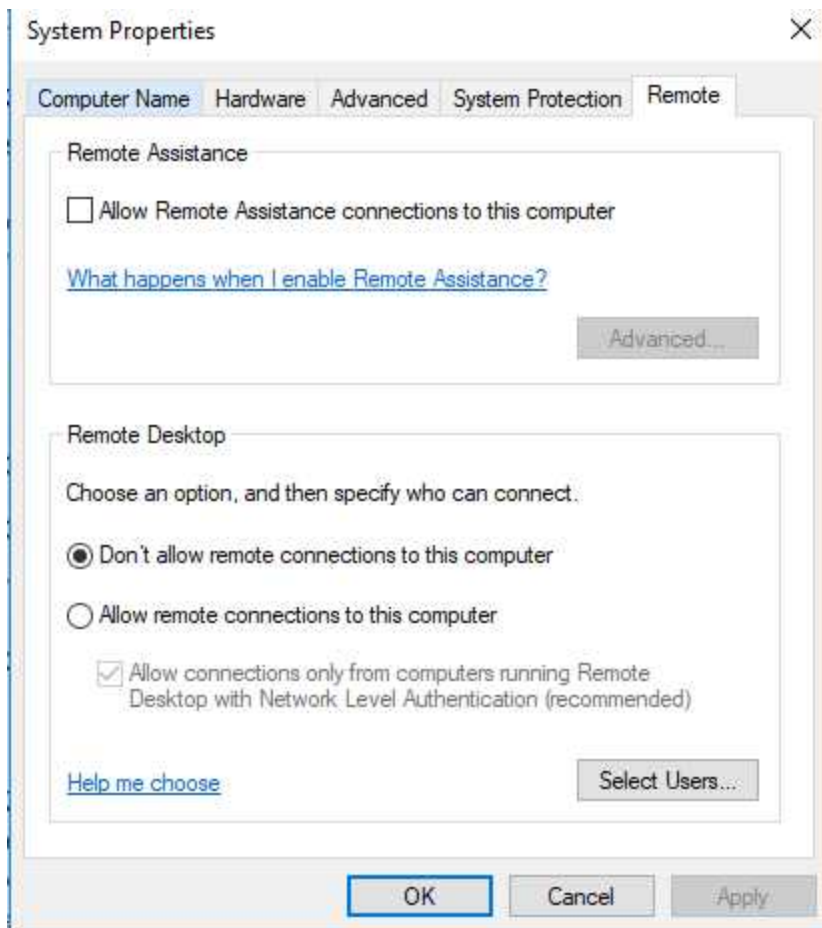 System Properties
Computer Name
Hardware
Advanced
System Protection
Remote
Remote Assistance
Allow Remote Assistance connections to this computer
What happens when I enable Remote Assistance?
Advanced...
Remote Desktop
Choose an option, and then specify who can connect.
Don't allow remote connections to this computer
Allow remote connections to this computer
Allow connections only from computers running Remote
Desktop with Network Level Authentication (recommended)
Help me choose
Select Users...
OK
Cancel
Apply